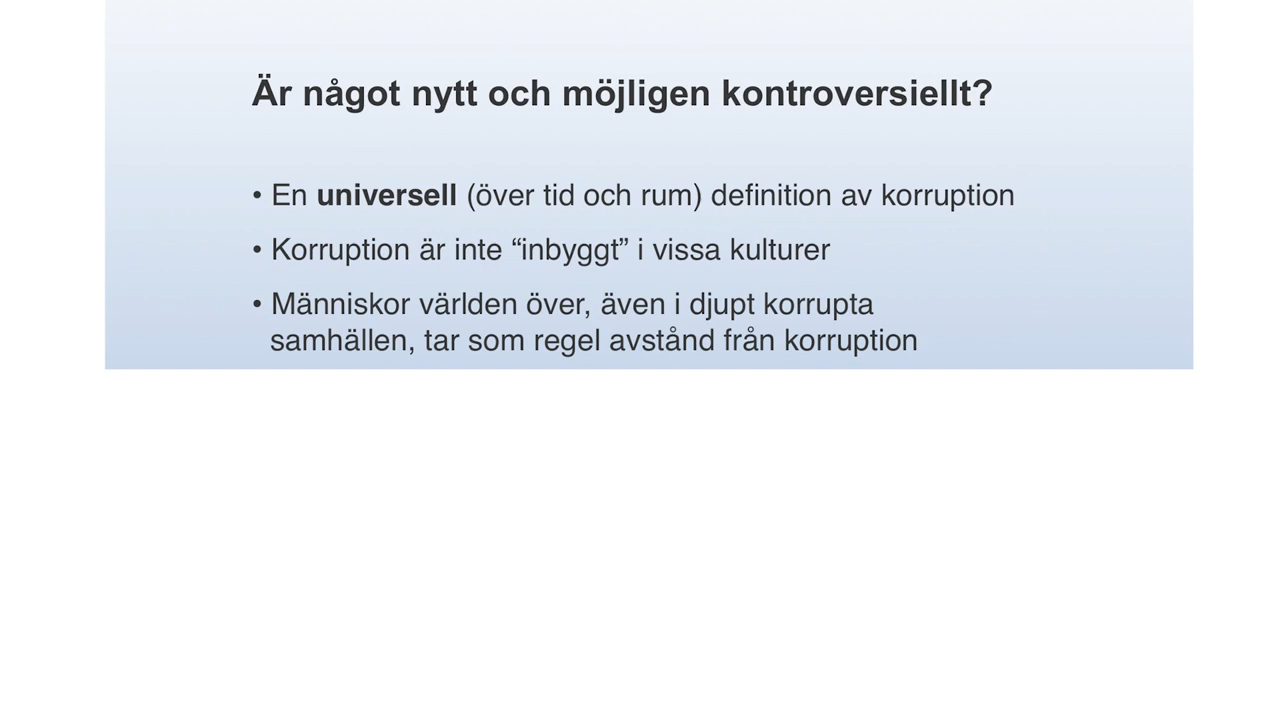 Är något nytt och möjligen kontroversiellt?
• En universell (över tid och rum) definition av korruption
• Korruption är inte “inbyggt” i vissa kulturer
• Människor världen över, även i djupt korrupta
samhällen, tar som regel avstånd från korruption